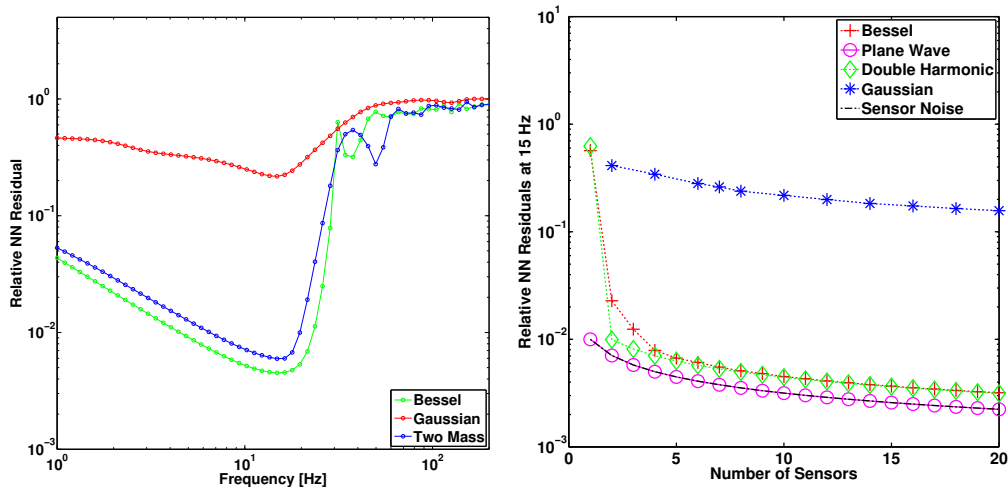 Relative NN Residual
10^0
10^-1
10^-2
10^-3
10^0
10^1
10^2
Frequency [Hz]
Bessel
Gaussian
Two Mass
Relative NN Residuals at 15 Hz
10^1
10^0
10^-1
10^-2
10^-3
0
5
10
15
20
Number of Sensors
Bessel
Plane Wave
Double Harmonic
Gaussian
Sensor Noise